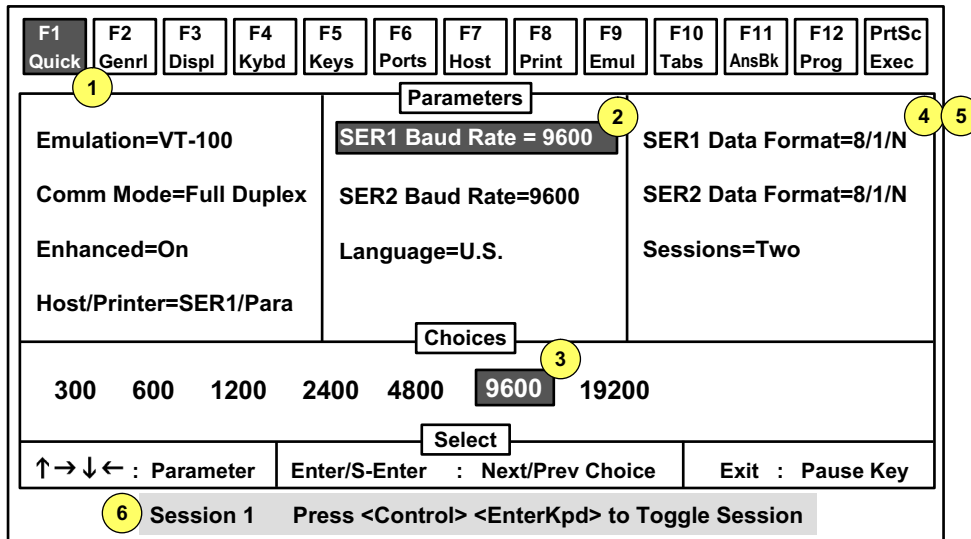 F1 F2 F3 F4 F5 F6 F7 F8 F9 F10 F11 F12 PrtSc
Quick Genrl Displ Kybd Keys Ports Host Print Emul Tabs AnsBk Prog Exec
1
Parameters
2
4 5
Emulation=VT-100 SER1 Baud Rate = 9600 SER1 Data Format=8/1/N
Comm Mode=Full Duplex SER2 Baud Rate=9600 SER2 Data Format=8/1/N
Enhanced=On Language=U.S. Sessions=Two
Host/Printer=SER1/Para
Choices
3
300 600 1200 2400 4800 9600 19200
Select
↑→↓← : Parameter Enter/S-Enter : Next/Prev Choice Exit : Pause Key
6 Session 1 Press <Control> <EnterKpd> to Toggle Session